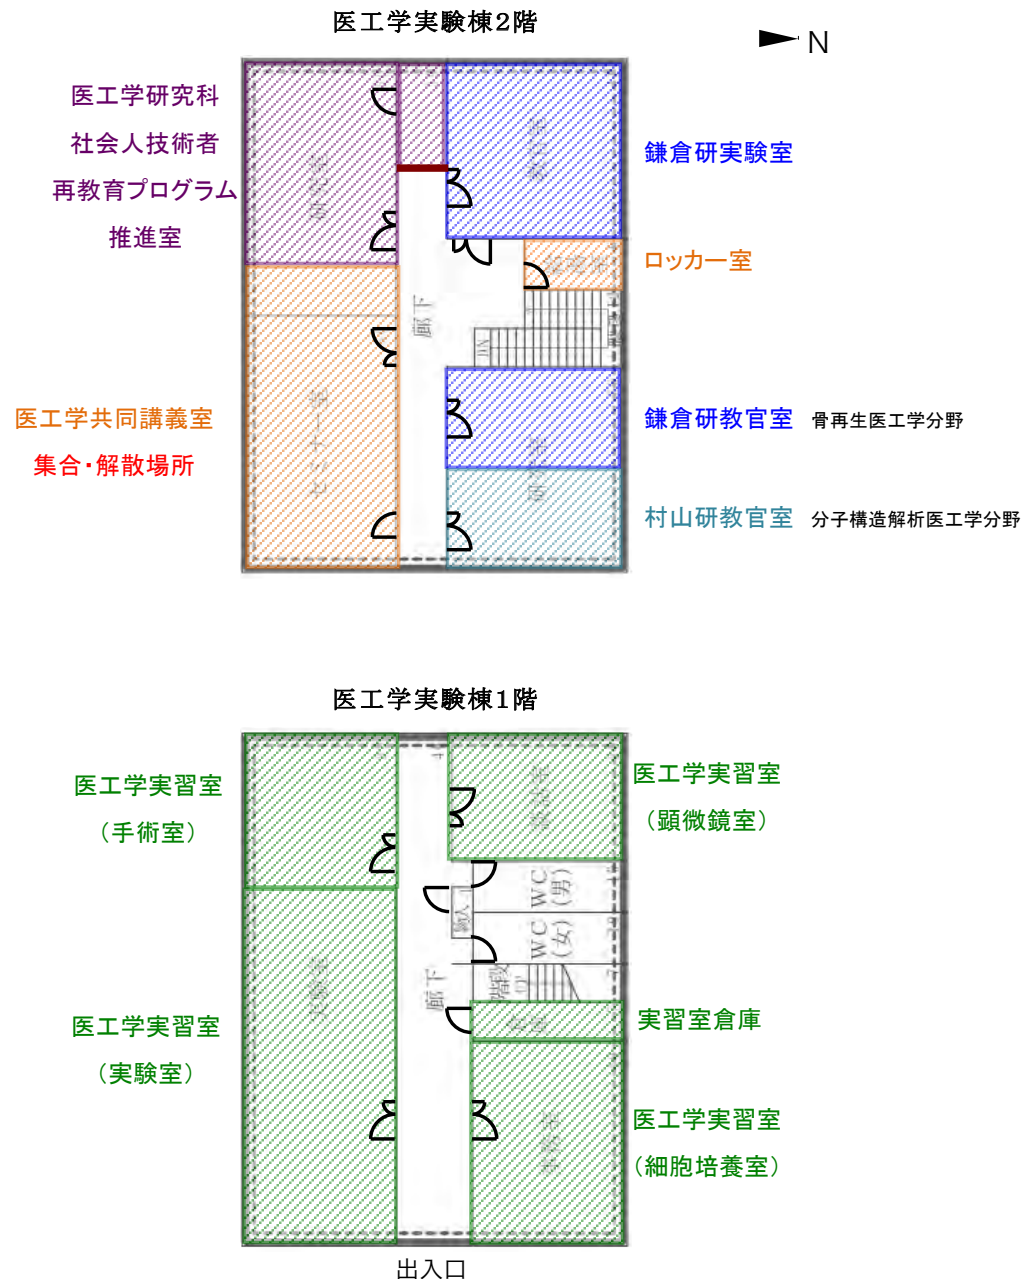 医工学実験棟2階
N
医工学研究科
社会人技術者
再教育プログラム
推進室
鎌倉研実験室
ロッカー室
廊下
DN
医工学共同講義室
集合・解散場所
セミナー室
鎌倉研教官室 骨再生医工学分野
村山研教官室 分子構造解析医工学分野
医工学実験棟1階
医工学実習室
（手術室）
医工学実習室
（顕微鏡室）
WC
(男)
WC
(女)
廊下
階段
医工学実習室
（実験室）
実習室倉庫
医工学実習室
（細胞培養室）
出入口